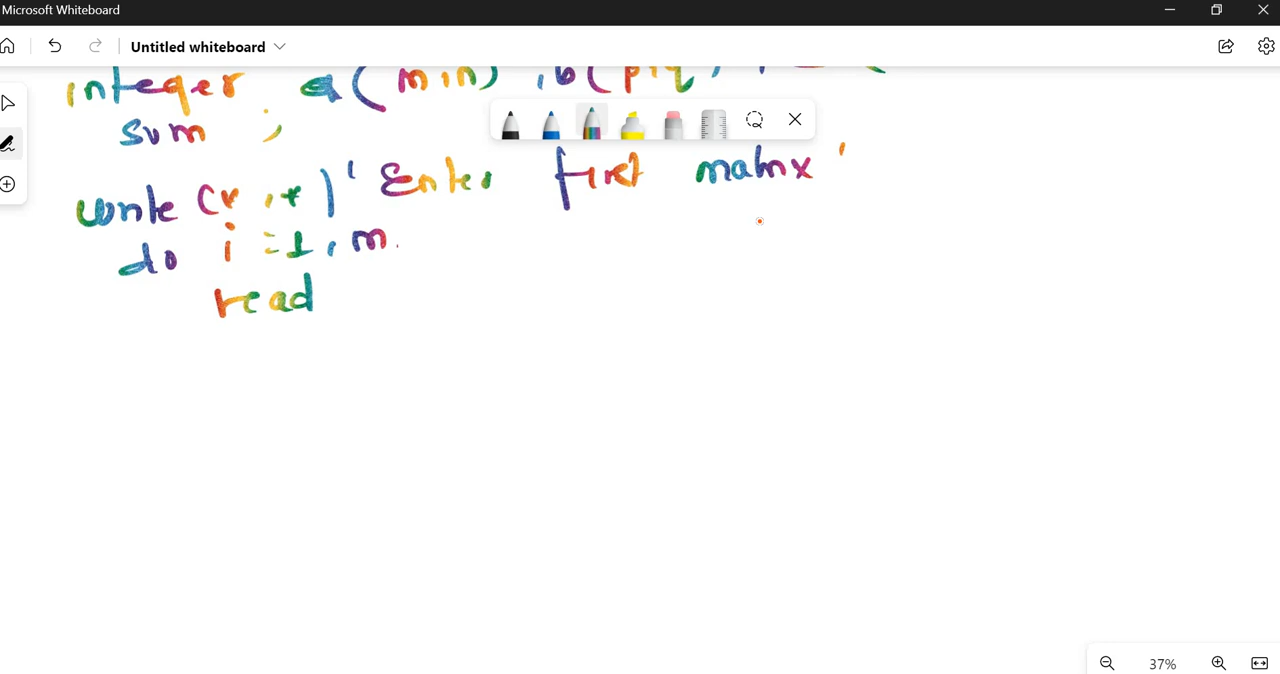 Microsoft Whiteboard
Untitled whiteboard
integer a(m,n), b(p,q),
sum ;
write (*,*) 'Enter first matrix'
do i = 1, m.
read
37%